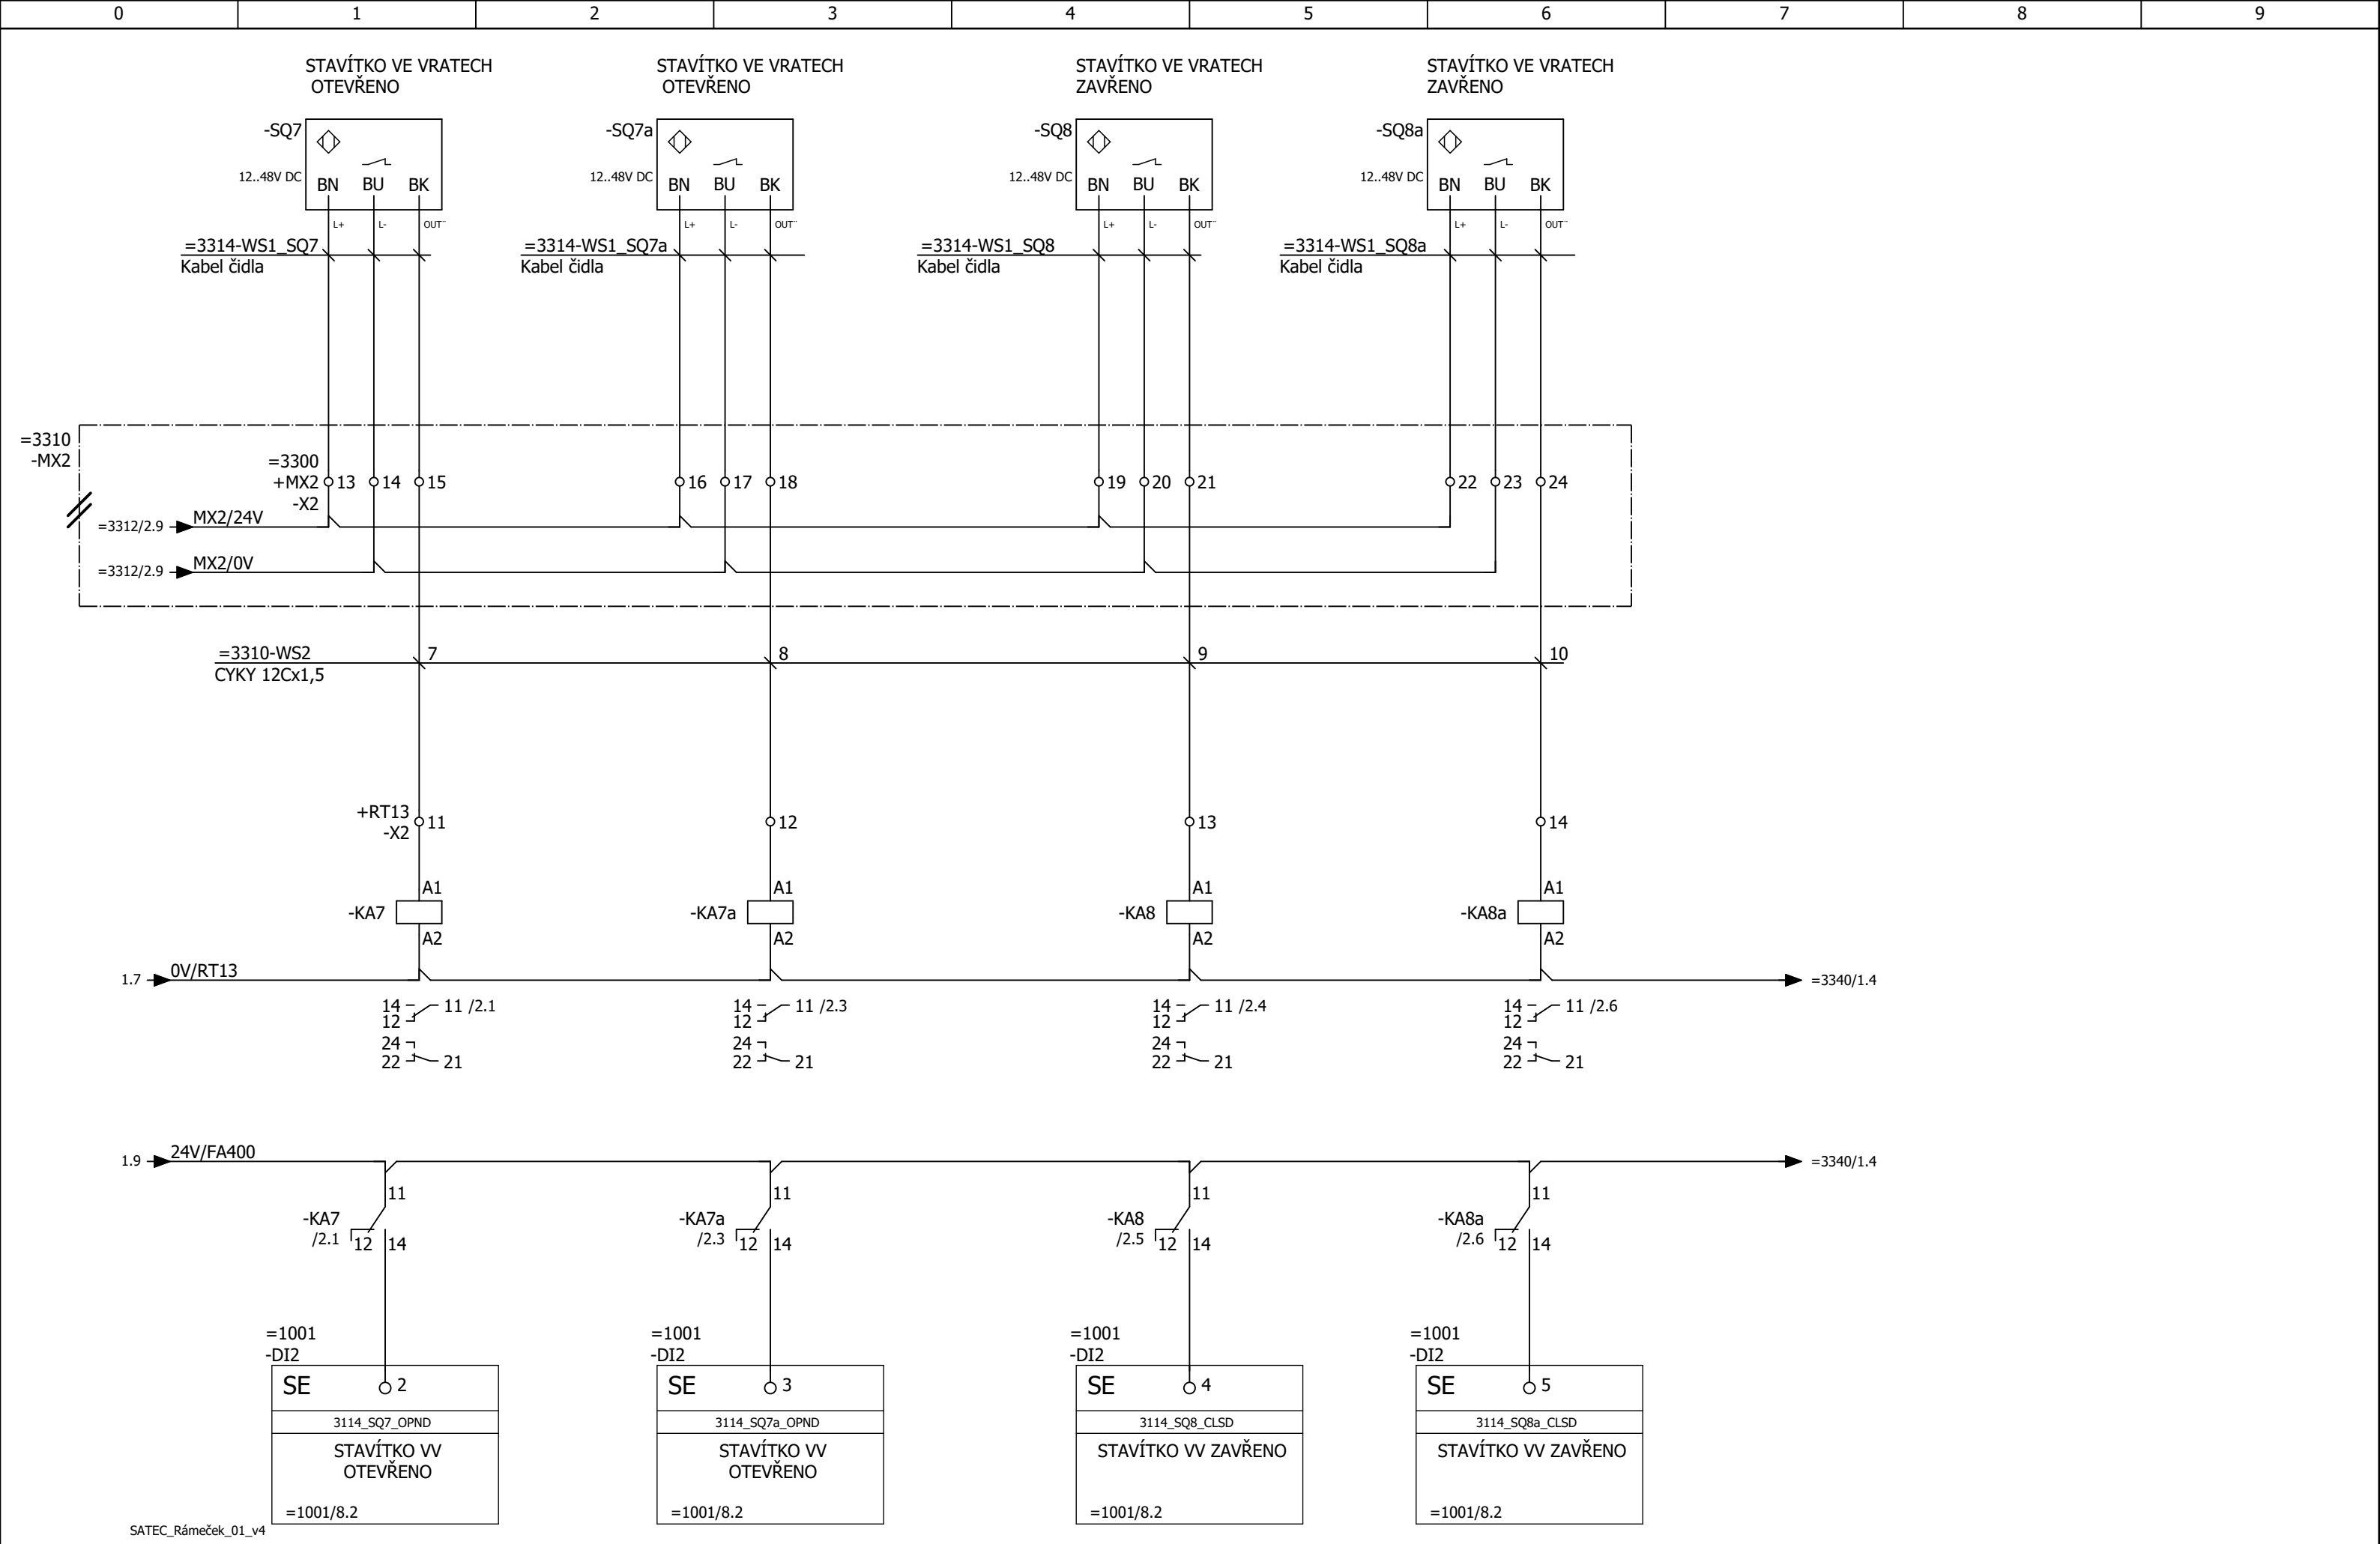 0 1 2 3 4 5 6 7 8 9
STAVÍTKO VE VRATECH
OTEVŘENO
STAVÍTKO VE VRATECH
OTEVŘENO
STAVÍTKO VE VRATECH
ZAVŘENO
STAVÍTKO VE VRATECH
ZAVŘENO
-SQ7
12..48V DC
BN BU BK
L+ L- OUT
-SQ7a
12..48V DC
BN BU BK
L+ L- OUT
-SQ8
12..48V DC
BN BU BK
L+ L- OUT
-SQ8a
12..48V DC
BN BU BK
L+ L- OUT
=3314-WS1_SQ7
Kabel čidla
=3314-WS1_SQ7a
Kabel čidla
=3314-WS1_SQ8
Kabel čidla
=3314-WS1_SQ8a
Kabel čidla
=3310
-MX2
=3300
+MX2
-X2
13 14 15 16 17 18 19 20 21 22 23 24
=3312/2.9 MX2/24V
=3312/2.9 MX2/0V
=3310-WS2
CYKY 12Cx1,5
7 8 9 10
+RT13
-X2
11 12 13 14
A1 A1 A1 A1
-KA7 -KA7a -KA8 -KA8a
A2 A2 A2 A2
1.7 0V/RT13 =3340/1.4
14 11 /2.1
12
24
22 21
14 11 /2.3
12
24
22 21
14 11 /2.4
12
24
22 21
14 11 /2.6
12
24
22 21
1.9 24V/FA400 =3340/1.4
11
-KA7
/2.1
12 14
11
-KA7a
/2.3
12 14
11
-KA8
/2.5
12 14
11
-KA8a
/2.6
12 14
=1001
-DI2
SE 2
3114_SQ7_OPND
STAVÍTKO VV
OTEVŘENO
=1001/8.2
=1001
-DI2
SE 3
3114_SQ7a_OPND
STAVÍTKO VV
OTEVŘENO
=1001/8.2
=1001
-DI2
SE 4
3114_SQ8_CLSD
STAVÍTKO VV ZAVŘENO
=1001/8.2
=1001
-DI2
SE 5
3114_SQ8a_CLSD
STAVÍTKO VV ZAVŘENO
=1001/8.2
SATEC_Rámeček_01_v4